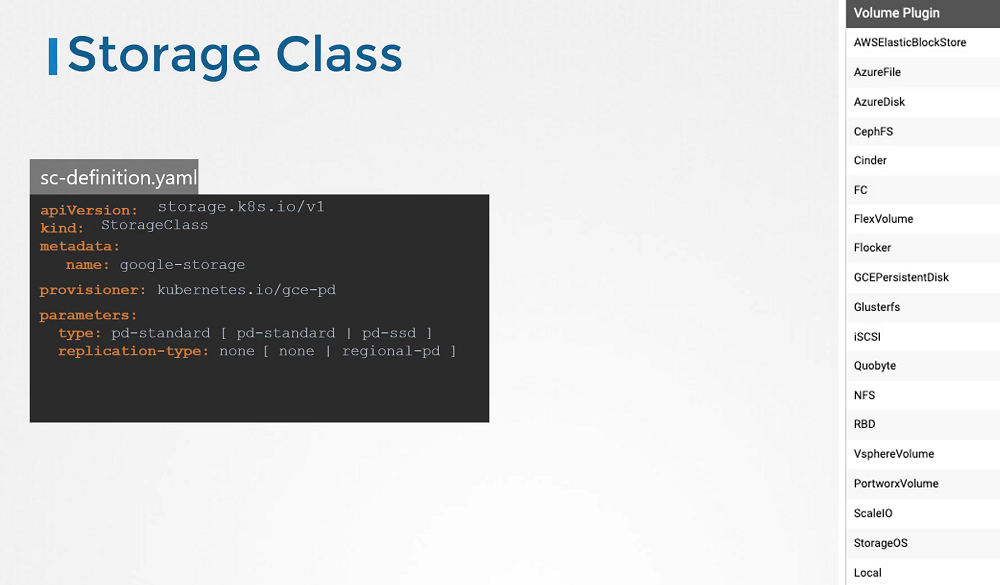 Storage Class
sc-definition.yaml
apiVersion: storage.k8s.io/v1
kind: StorageClass
metadata:
name: google-storage
provisioner: kubernetes.io/gce-pd
parameters:
type: pd-standard [ pd-standard | pd-ssd ]
replication-type: none [ none | regional-pd ]
Volume Plugin
AWSElasticBlockStore
AzureFile
AzureDisk
CephFS
Cinder
FC
FlexVolume
Flocker
GCEPersistentDisk
Glusterfs
iSCSI
Quobyte
NFS
RBD
VsphereVolume
PortworxVolume
ScaleIO
StorageOS
Local